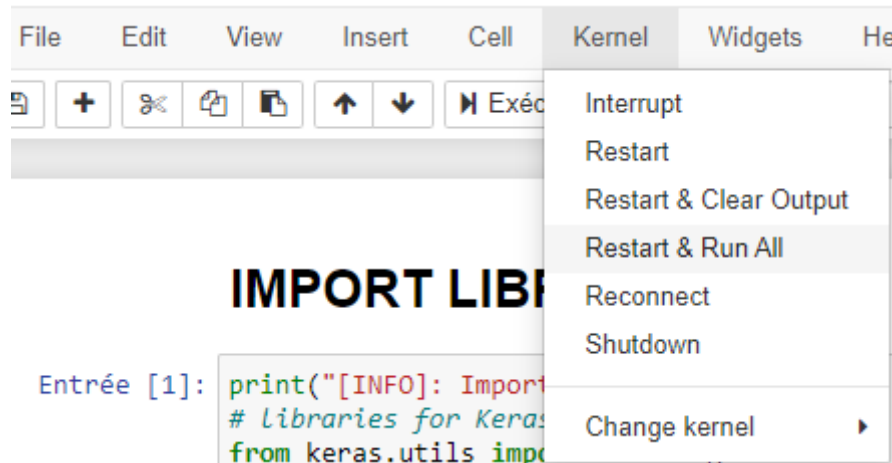 File Edit View Insert Cell Kernel Widgets He
Exéc
Interrupt
Restart
Restart & Clear Output
Restart & Run All
Reconnect
Shutdown
Change kernel
IMPORT LIB
Entrée [1]: print("[INFO]: Import
# Libraries for Keras
from keras.utils impo